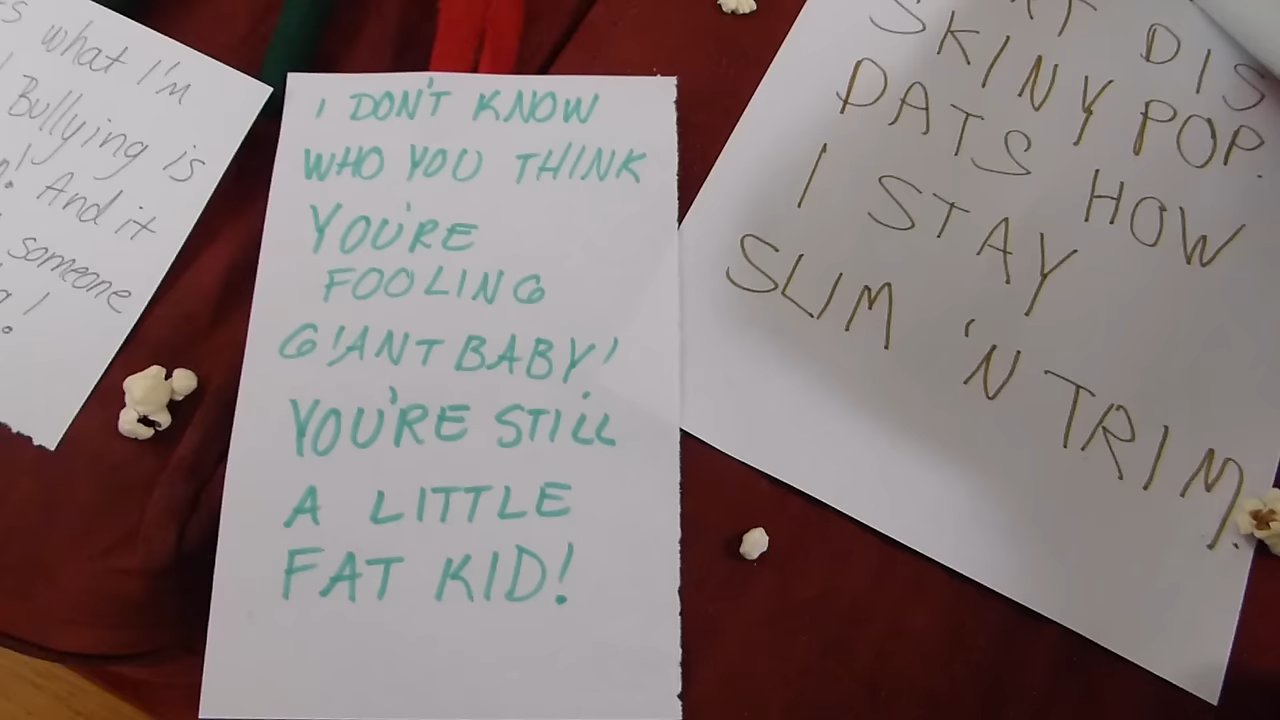 what I'm
Bullying is
And it
someone
I DON'T KNOW
WHO YOU THINK
YOU'RE
FOOLING
GIANT BABY!
YOU'RE STILL
A LITTLE
FAT KID!
DIS
SKINY POP.
DATS HOW
I STAY
SLIM 'N TRIM.